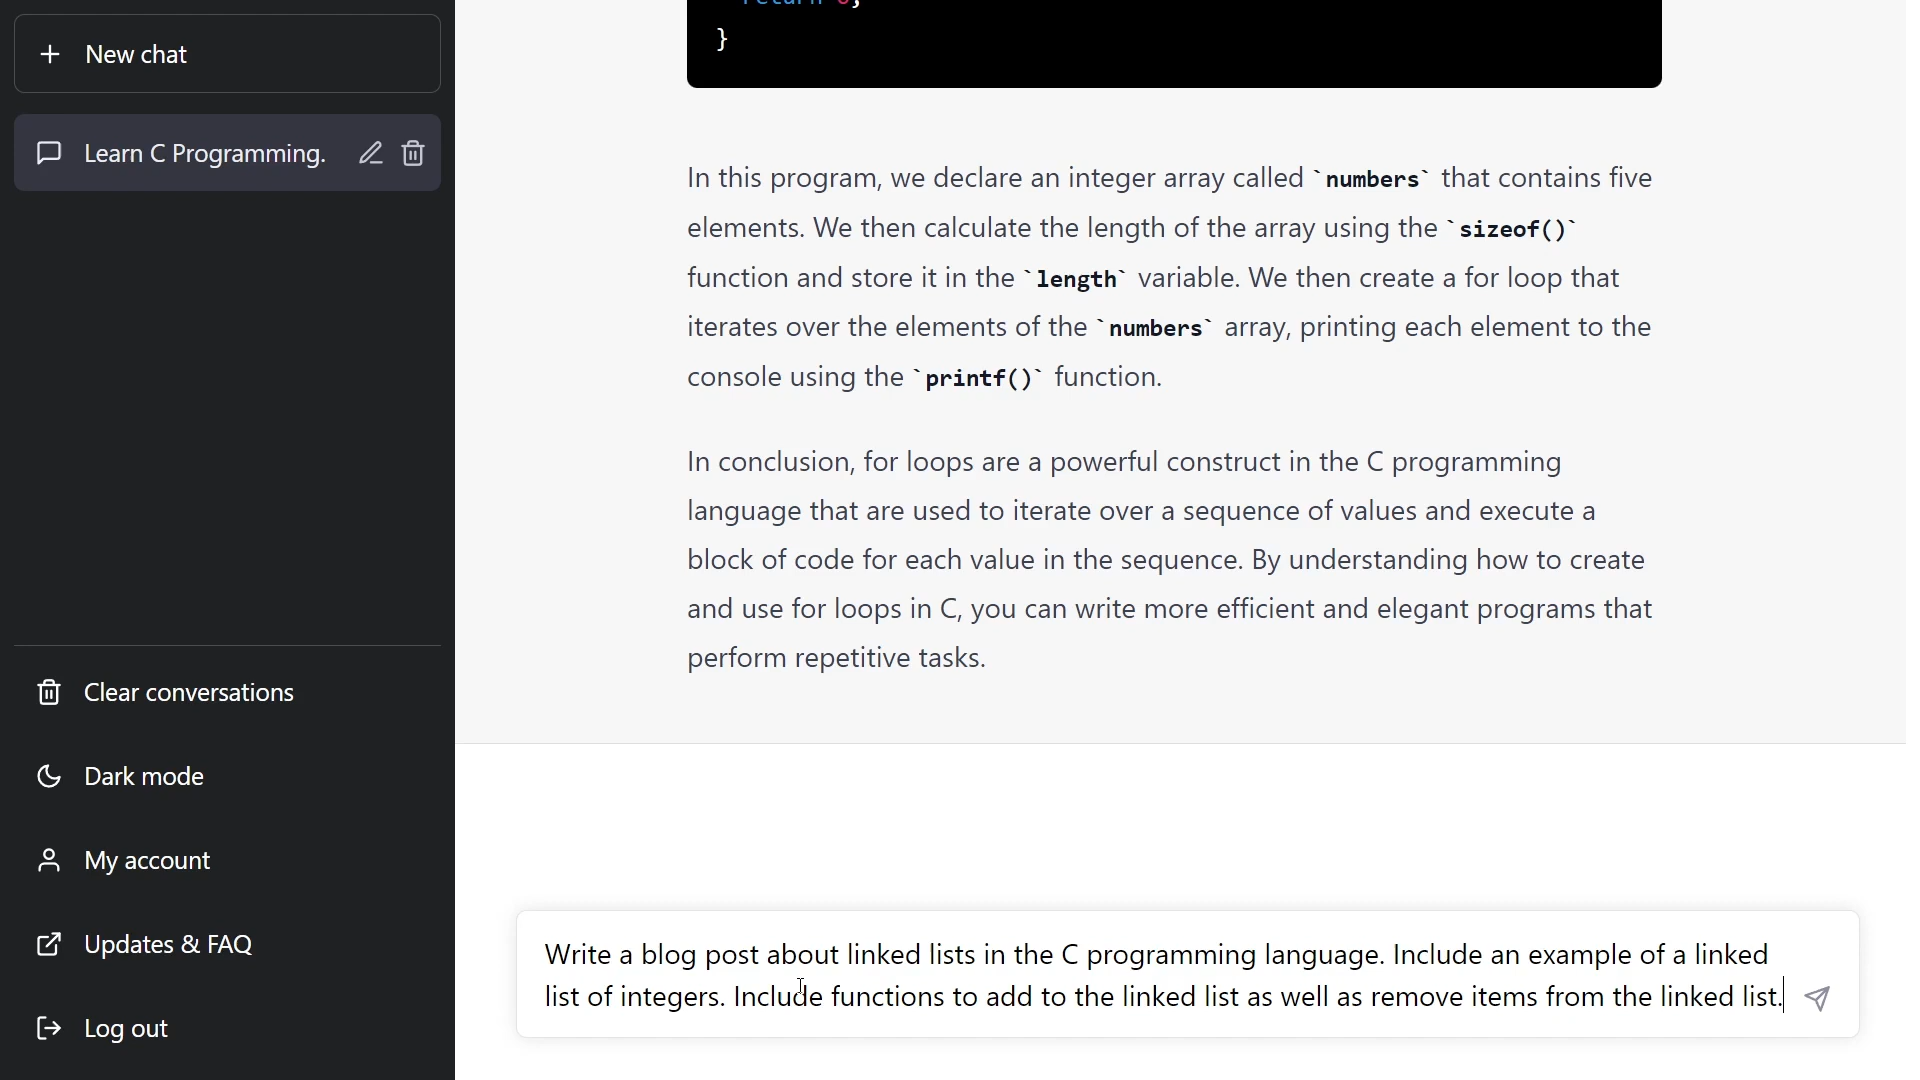 New chat
Learn C Programming.
Clear conversations
Dark mode
My account
Updates & FAQ
Log out
return 0;
}
In this program, we declare an integer array called `numbers` that contains five
elements. We then calculate the length of the array using the `sizeof()`
function and store it in the `length` variable. We then create a for loop that
iterates over the elements of the `numbers` array, printing each element to the
console using the `printf()` function.
In conclusion, for loops are a powerful construct in the C programming
language that are used to iterate over a sequence of values and execute a
block of code for each value in the sequence. By understanding how to create
and use for loops in C, you can write more efficient and elegant programs that
perform repetitive tasks.
Write a blog post about linked lists in the C programming language. Include an example of a linked
list of integers. Include functions to add to the linked list as well as remove items from the linked list.